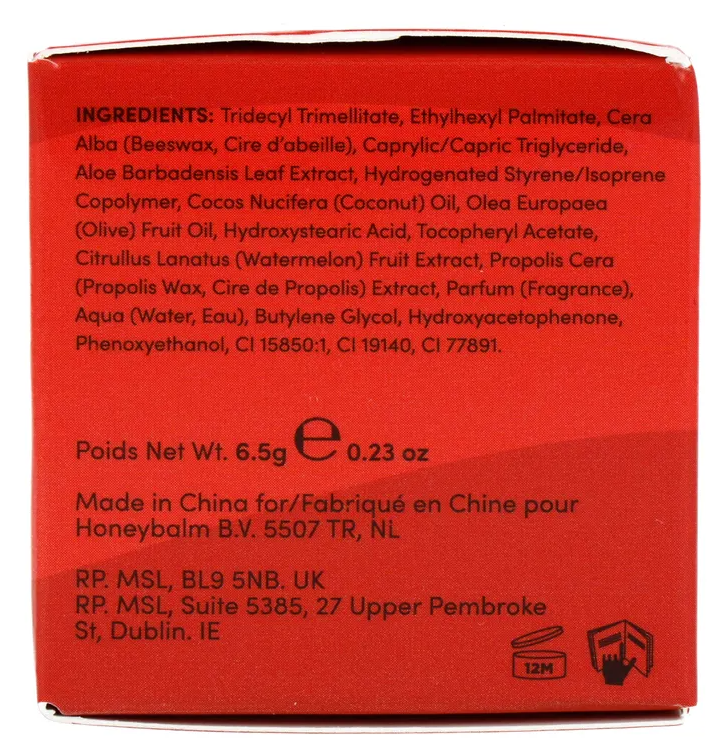 INGREDIENTS: Tridecyl Trimellitate, Ethylhexyl Palmitate, Cera
Alba (Beeswax, Cire d'abeille), Caprylic/Capric Triglyceride,
Aloe Barbadensis Leaf Extract, Hydrogenated Styrene/Isoprene
Copolymer, Cocos Nucifera (Coconut) Oil, Olea Europaea
(Olive) Fruit Oil, Hydroxystearic Acid, Tocopheryl Acetate,
Citrullus Lanatus (Watermelon) Fruit Extract, Propolis Cera
(Propolis Wax, Cire de Propolis) Extract, Parfum (Fragrance),
Aqua (Water, Eau), Butylene Glycol, Hydroxyacetophenone,
Phenoxyethanol, CI 15850:1, CI 19140, CI 77891.
Poids Net Wt. 6.5g ℮ 0.23 oz
Made in China for/Fabriqué en Chine pour
Honeybalm B.V. 5507 TR, NL
RP. MSL, BL9 5NB. UK
RP. MSL, Suite 5385, 27 Upper Pembroke
St, Dublin. IE
12M